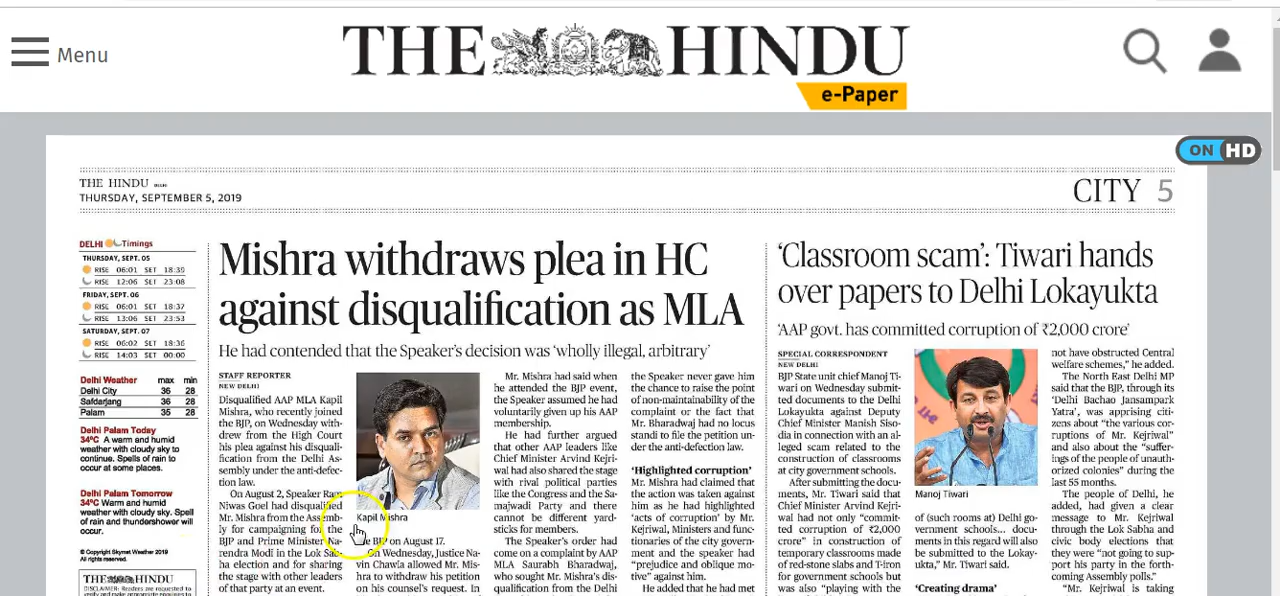 Menu
THE HINDU
e-Paper
ON HD
THE HINDU
THURSDAY, SEPTEMBER 5, 2019
CITY 5
DELHI Timings
THURSDAY, SEPT. 05
RISE 06:01 SET 18:39
RISE 12:06 SET 23:08
FRIDAY, SEPT. 06
RISE 06:01 SET 18:37
RISE 13:06 SET 23:53
SATURDAY, SEPT. 07
RISE 06:02 SET 18:36
RISE 14:03 SET 00:00
Delhi Weather max min
Delhi City 36 28
Safdarjang 36 28
Palam 35 28
Delhi Palam Today
34ºC A warm and humid
weather with cloudy sky to
continue. Spells of rain to
occur at some places.
Delhi Palam Tomorrow
34ºC Warm and humid
weather with cloudy sky. Spell
of rain and thundershower will
occur.
© Copyright Skymet Weather 2019
All rights reserved.
THE HINDU
DISCLAIMER: Readers are requested to
Mishra withdraws plea in HC
against disqualification as MLA
He had contended that the Speaker's decision was 'wholly illegal, arbitrary'
STAFF REPORTER
NEW DELHI
Disqualified AAP MLA Kapil
Mishra, who recently joined
the BJP, on Wednesday with-
drew from the High Court
his plea against his disquali-
fication from the Delhi As-
sembly under the anti-defec-
tion law.
On August 2, Speaker Ram
Niwas Goel had disqualified
Mr. Mishra from the Assemb-
ly for campaigning for the
BJP and Prime Minister Na-
rendra Modi in the Lok Sab-
ha election and for sharing
the stage with other leaders
of that party at an event.
Kapil Mishra
BJP on August 17.
On Wednesday, Justice Na-
vin Chawla allowed Mr. Mis-
hra to withdraw his petition
on his counsel's request. In
Mr. Mishra had said when
he attended the BJP event,
the Speaker assumed he had
voluntarily given up his AAP
membership.
He had further argued
that other AAP leaders like
Chief Minister Arvind Kejri-
wal had also shared the stage
with rival political parties
like the Congress and the Sa-
majwadi Party and there
cannot be different yard-
sticks for members.
The Speaker's order had
come on a complaint by AAP
MLA Saurabh Bharadwaj,
who sought Mr. Mishra's dis-
qualification from the Delhi
the Speaker never gave him
the chance to raise the point
of non-maintainability of the
complaint or the fact that
Mr. Bharadwaj had no locus
standi to file the petition un-
der the anti-defection law.
'Highlighted corruption'
Mr. Mishra had claimed that
the action was taken against
him as he had highlighted
'acts of corruption' by Mr.
Kejriwal, Ministers and func-
tionaries of the city govern-
ment and the speaker had
"prejudice and oblique mo-
tive" against him.
He added that he had met
'Classroom scam': Tiwari hands
over papers to Delhi Lokayukta
'AAP govt. has committed corruption of ₹2,000 crore'
SPECIAL CORRESPONDENT
NEW DELHI
BJP State unit chief Manoj Ti-
wari on Wednesday submit-
ted documents to the Delhi
Lokayukta against Deputy
Chief Minister Manish Siso-
dia in connection with an al-
leged scam related to the
construction of classrooms
at city government schools.
After submitting the docu-
ments, Mr. Tiwari said that
Chief Minister Arvind Kejri-
wal had not only "commit-
ted corruption of ₹2,000
crore" in construction of
temporary classrooms made
of red-stone slabs and T-iron
for government schools but
was also "playing with the
Manoj Tiwari
of (such rooms at) Delhi go-
vernment schools... docu-
ments in this regard will also
be submitted to the Lokay-
ukta," Mr. Tiwari said.
'Creating drama'
not have obstructed Central
welfare schemes," he added.
The North East Delhi MP
said that the BJP, through its
'Delhi Bachao Jansampark
Yatra', was apprising citi-
zens about "the various cor-
ruptions of Mr. Kejriwal"
and also about the "suffer-
ings of the people of unauth-
orized colonies" during the
last 55 months.
The people of Delhi, he
added, had given a clear
message to Mr. Kejriwal
through the Lok Sabha and
civic body elections that
they were "not going to sup-
port his party in the forth-
coming Assembly polls."
"Mr. Kejriwal is taking